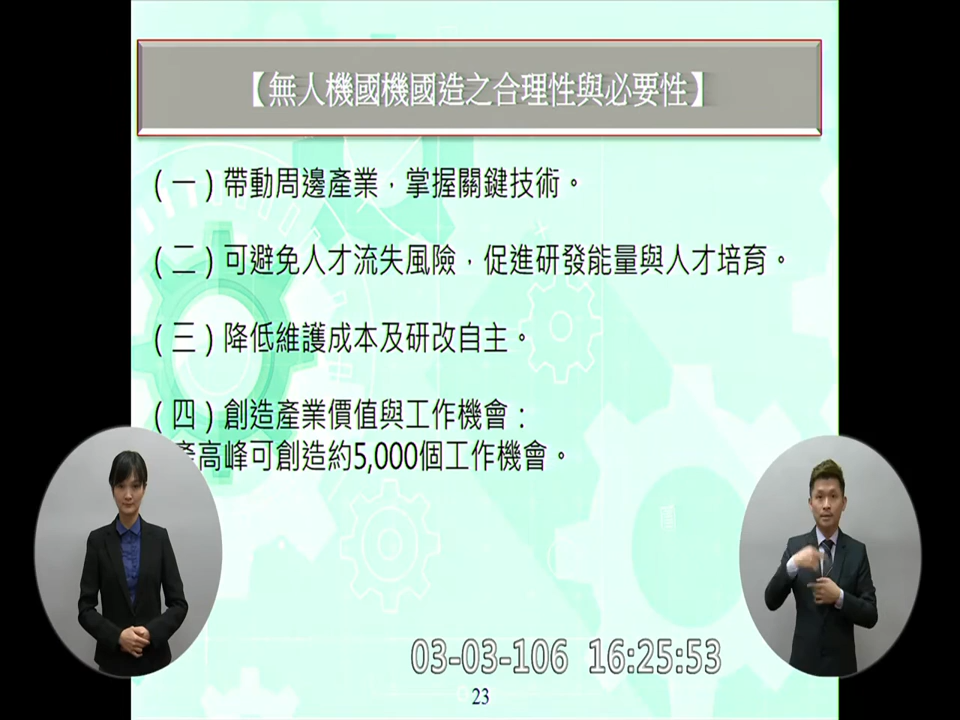 【無人機國機國造之合理性與必要性】
(一)帶動周邊產業，掌握關鍵技術。
(二)可避免人才流失風險，促進研發能量與人才培育。
(三)降低維護成本及研改自主。
(四)創造產業價值與工作機會：
產高峰可創造約5,000個工作機會。
03-03-106 16:25:53
23